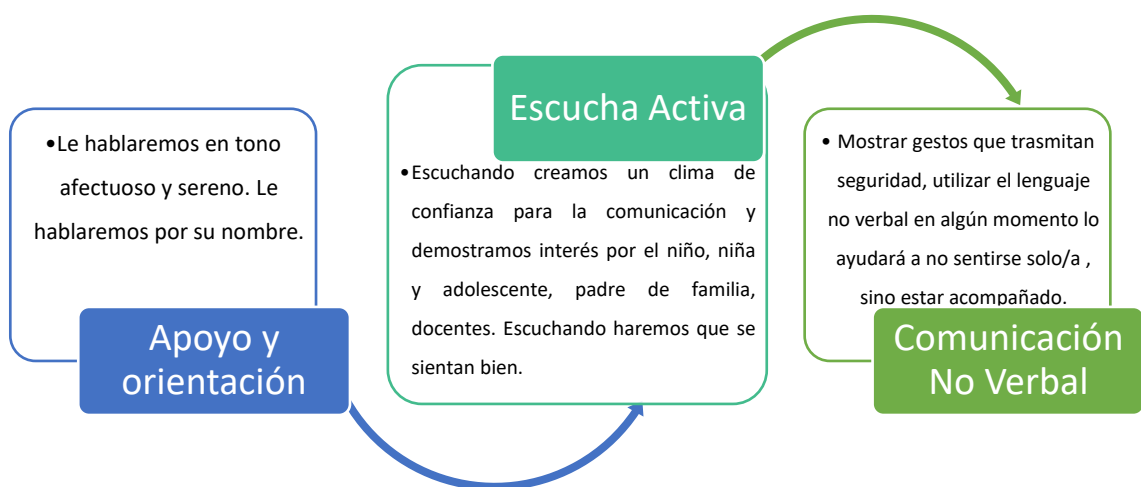 •Le hablaremos en tono
afectuoso y sereno. Le
hablaremos por su nombre.
Apoyo y
orientación
Escucha Activa
•Escuchando creamos un clima de
confianza para la comunicación y
demostramos interés por el niño, niña
y adolescente, padre de familia,
docentes. Escuchando haremos que se
sientan bien.
• Mostrar gestos que trasmitan
seguridad, utilizar el lenguaje
no verbal en algún momento lo
ayudará a no sentirse solo/a ,
sino estar acompañado.
Comunicación
No Verbal